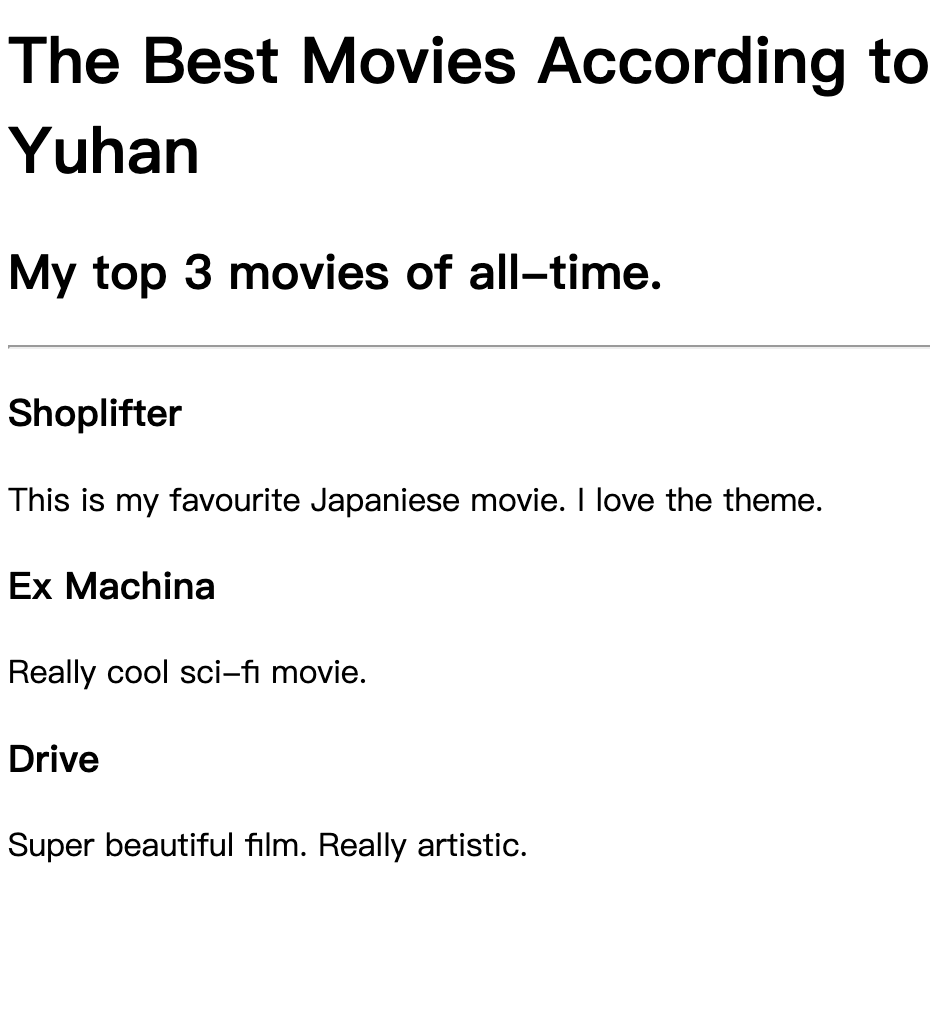 The Best Movies According to
Yuhan
My top 3 movies of all-time.
Shoplifter
This is my favourite Japaniese movie. I love the theme.
Ex Machina
Really cool sci-fi movie.
Drive
Super beautiful film. Really artistic.